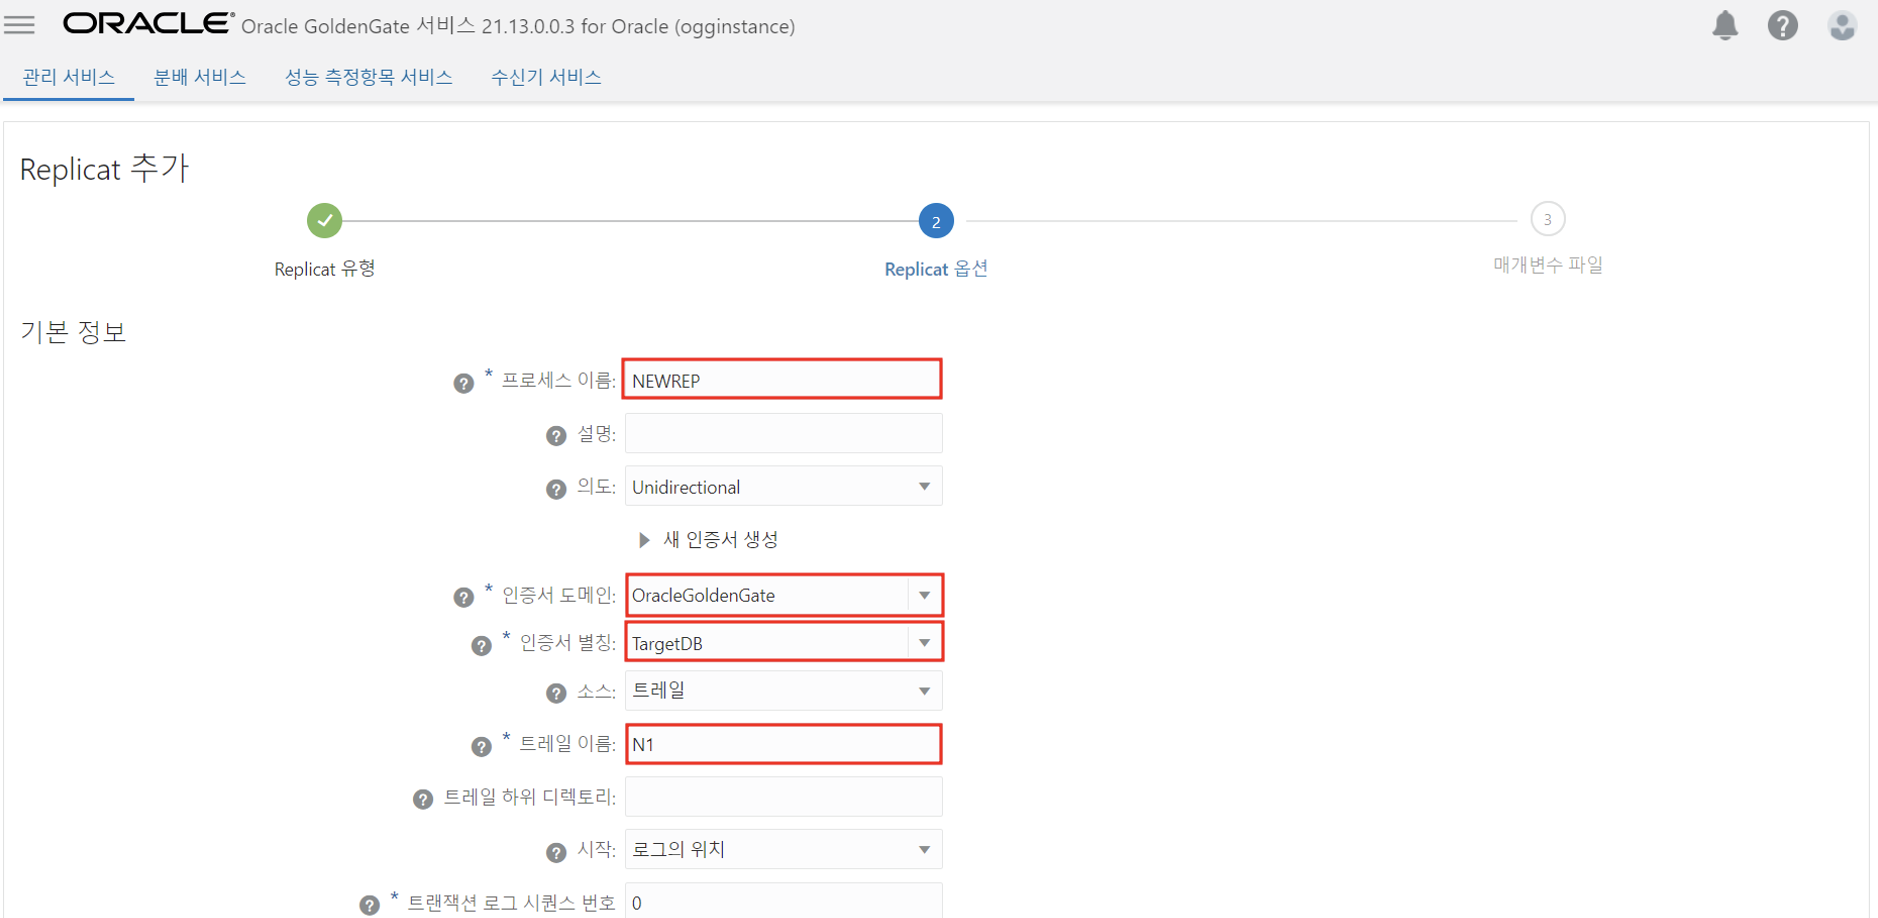 ORACLE® Oracle GoldenGate 서비스 21.13.0.0.3 for Oracle (ogginstance)
관리 서비스 분배 서비스 성능 측정항목 서비스 수신기 서비스
Replicat 추가
2
3
Replicat 유형
Replicat 옵션
매개변수 파일
기본 정보
? * 프로세스 이름: NEWREP
? 설명:
? 의도: Unidirectional
새 인증서 생성
? * 인증서 도메인: OracleGoldenGate
? * 인증서 별칭: TargetDB
? 소스: 트레일
? * 트레일 이름: N1
? 트레일 하위 디렉토리:
? 시작: 로그의 위치
? * 트랜잭션 로그 시퀀스 번호 0